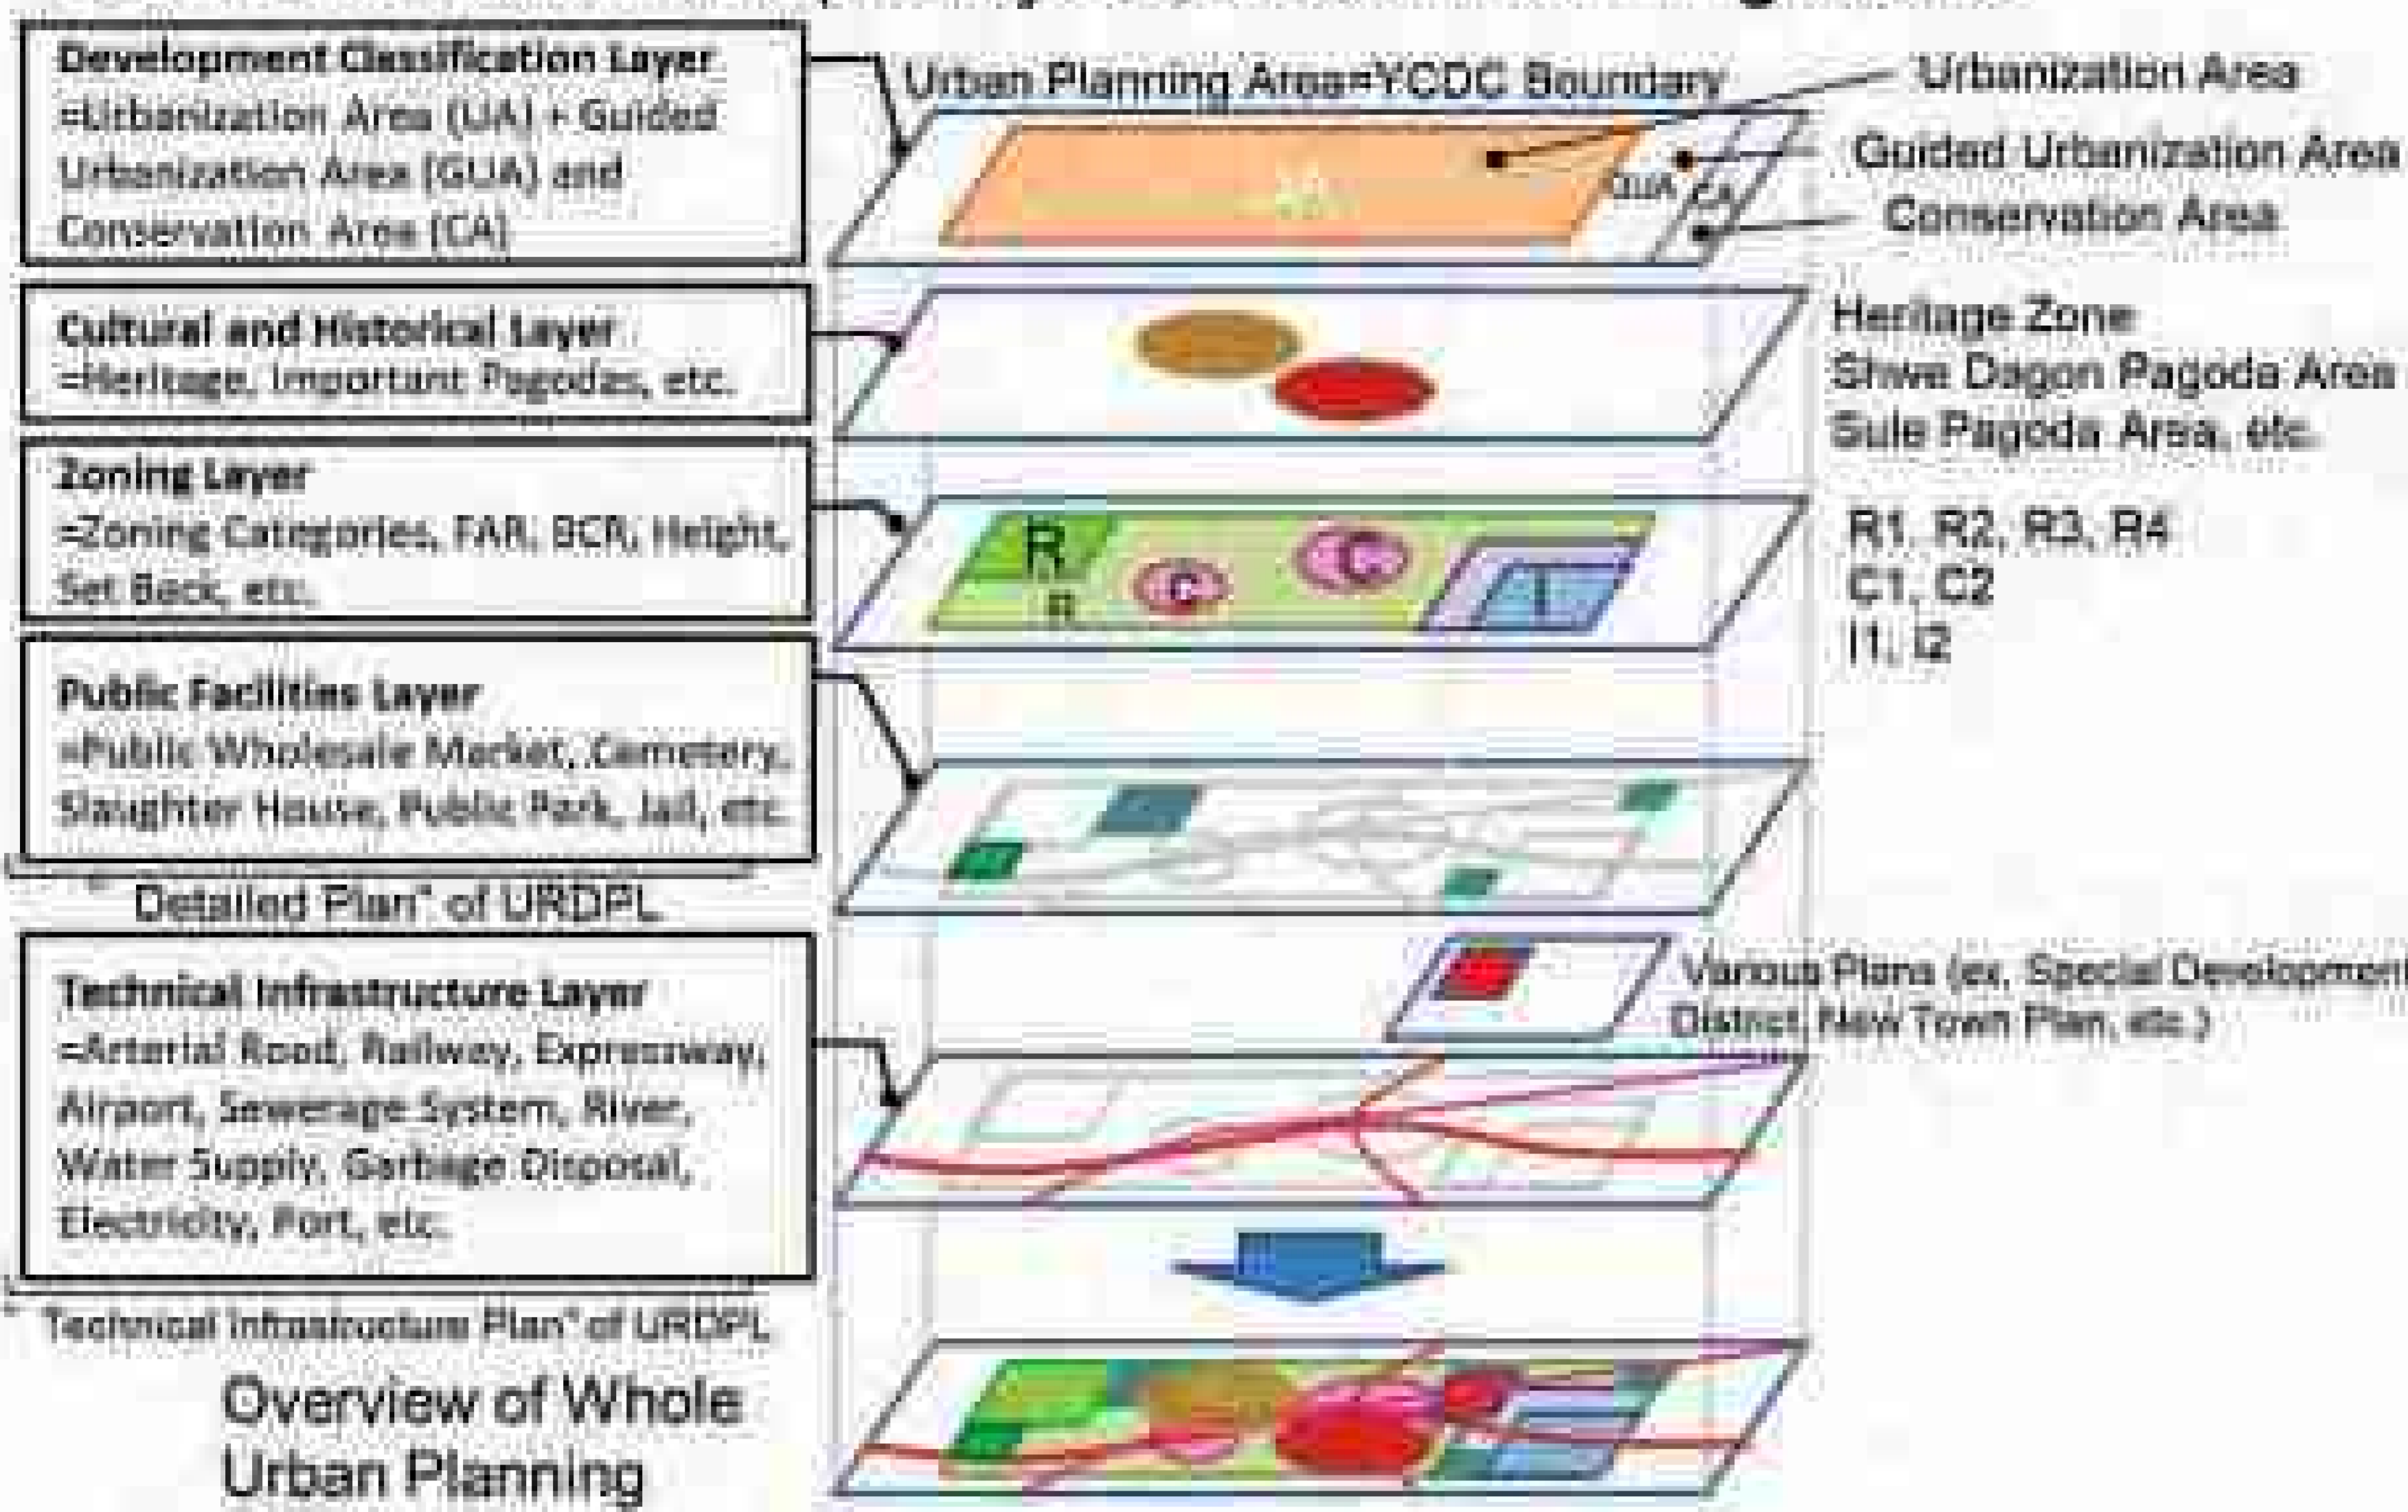 Development Classification Layer
=Urbanization Area (UA) + Guided
Urbanization Area (GUA) and
Conservation Area (CA)
Urban Planning Area=YCDC Boundary
Urbanization Area
Guided Urbanization Area
Conservation Area
GUA CA
Cultural and Historical Layer
=Heritage, Important Pagodas, etc.
Heritage Zone
Shwe Dagon Pagoda Area
Sule Pagoda Area, etc.
Zoning Layer
=Zoning Categories, FAR, BCR, Height,
Set Back, etc.
R
R
C
C
I
R1, R2, R3, R4
C1, C2
I1, I2
Public Facilities Layer
=Public Wholesale Market, Cemetery,
Slaughter House, Public Park, Jail, etc.
Detailed Plan" of URDPL
Various Plans (ex, Special Development
District, New Town Plan, etc.)
Technical Infrastructure Layer
=Arterial Road, Railway, Expressway,
Airport, Sewerage System, River,
Water Supply, Garbage Disposal,
Electricity, Port, etc.
"Technical Infrastructure Plan" of URDPL
Overview of Whole
Urban Planning